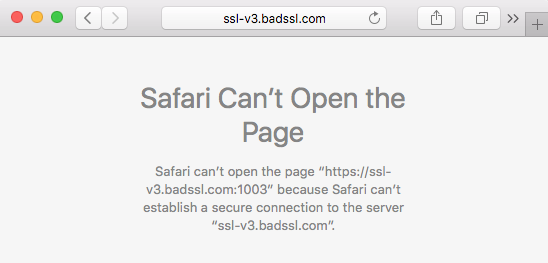 ssl-v3.badssl.com
Safari Can’t Open the
Page
Safari can’t open the page “https://ssl-
v3.badssl.com:1003” because Safari can’t
establish a secure connection to the server
“ssl-v3.badssl.com”.